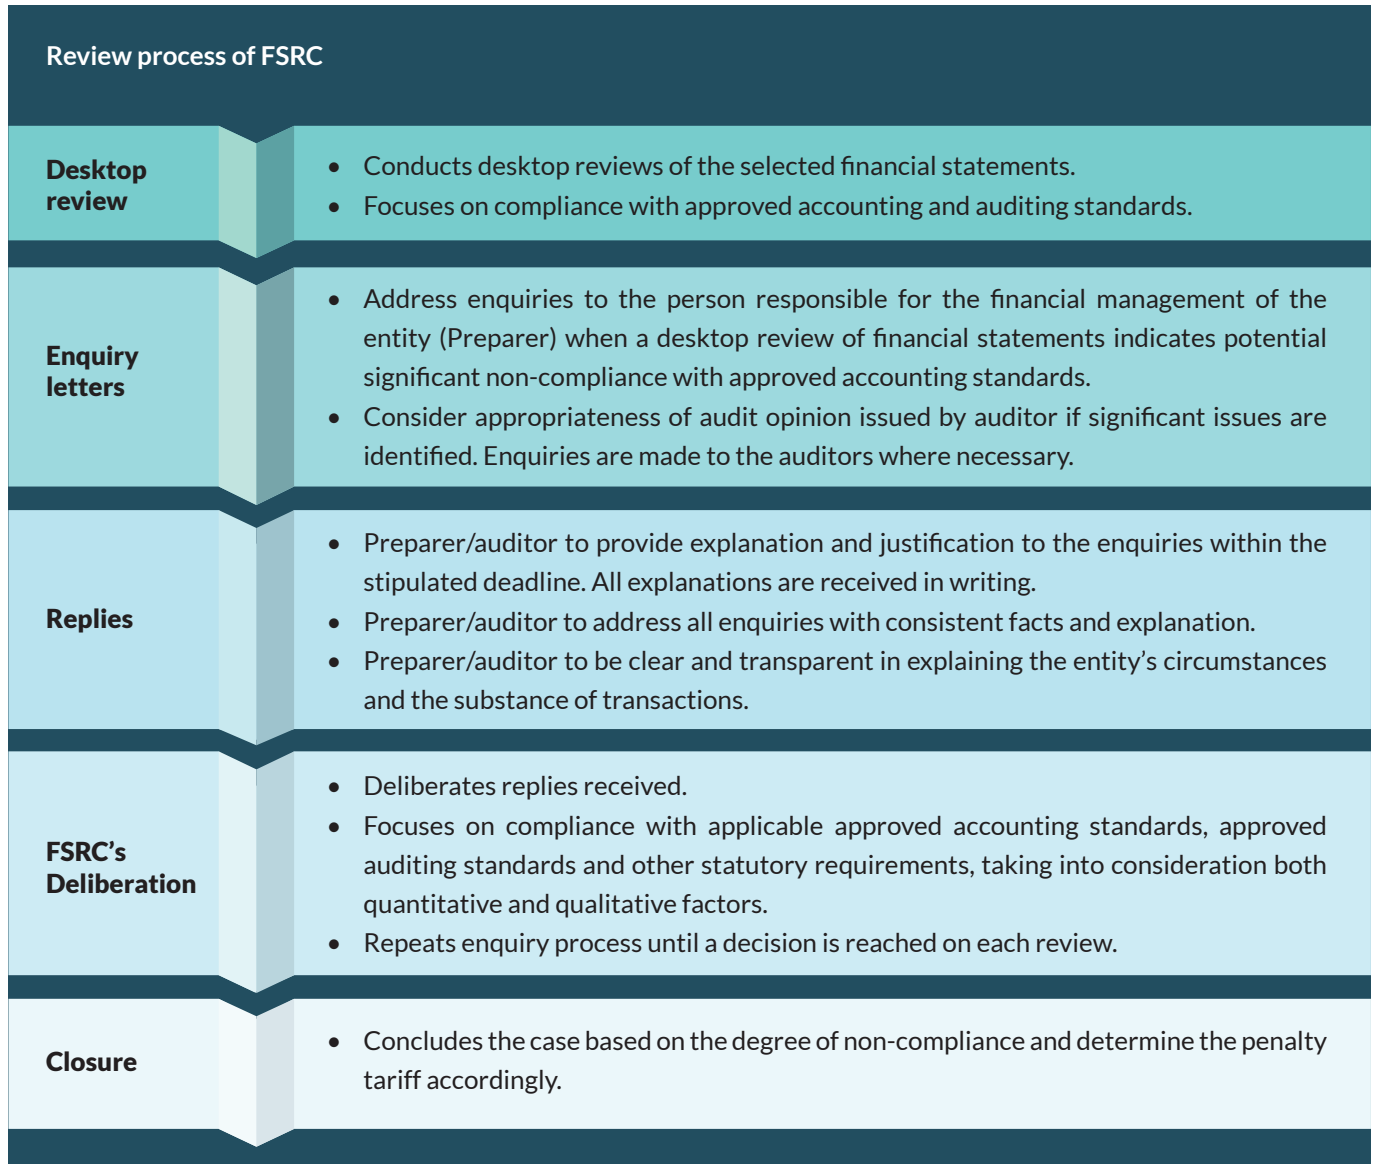 Review process of FSRC
Desktop
review
• Conducts desktop reviews of the selected financial statements.
• Focuses on compliance with approved accounting and auditing standards.
Enquiry
letters
• Address enquiries to the person responsible for the financial management of the
entity (Preparer) when a desktop review of financial statements indicates potential
significant non-compliance with approved accounting standards.
• Consider appropriateness of audit opinion issued by auditor if significant issues are
identified. Enquiries are made to the auditors where necessary.
Replies
• Preparer/auditor to provide explanation and justification to the enquiries within the
stipulated deadline. All explanations are received in writing.
• Preparer/auditor to address all enquiries with consistent facts and explanation.
• Preparer/auditor to be clear and transparent in explaining the entity’s circumstances
and the substance of transactions.
FSRC’s
Deliberation
• Deliberates replies received.
• Focuses on compliance with applicable approved accounting standards, approved
auditing standards and other statutory requirements, taking into consideration both
quantitative and qualitative factors.
• Repeats enquiry process until a decision is reached on each review.
Closure
• Concludes the case based on the degree of non-compliance and determine the penalty
tariff accordingly.